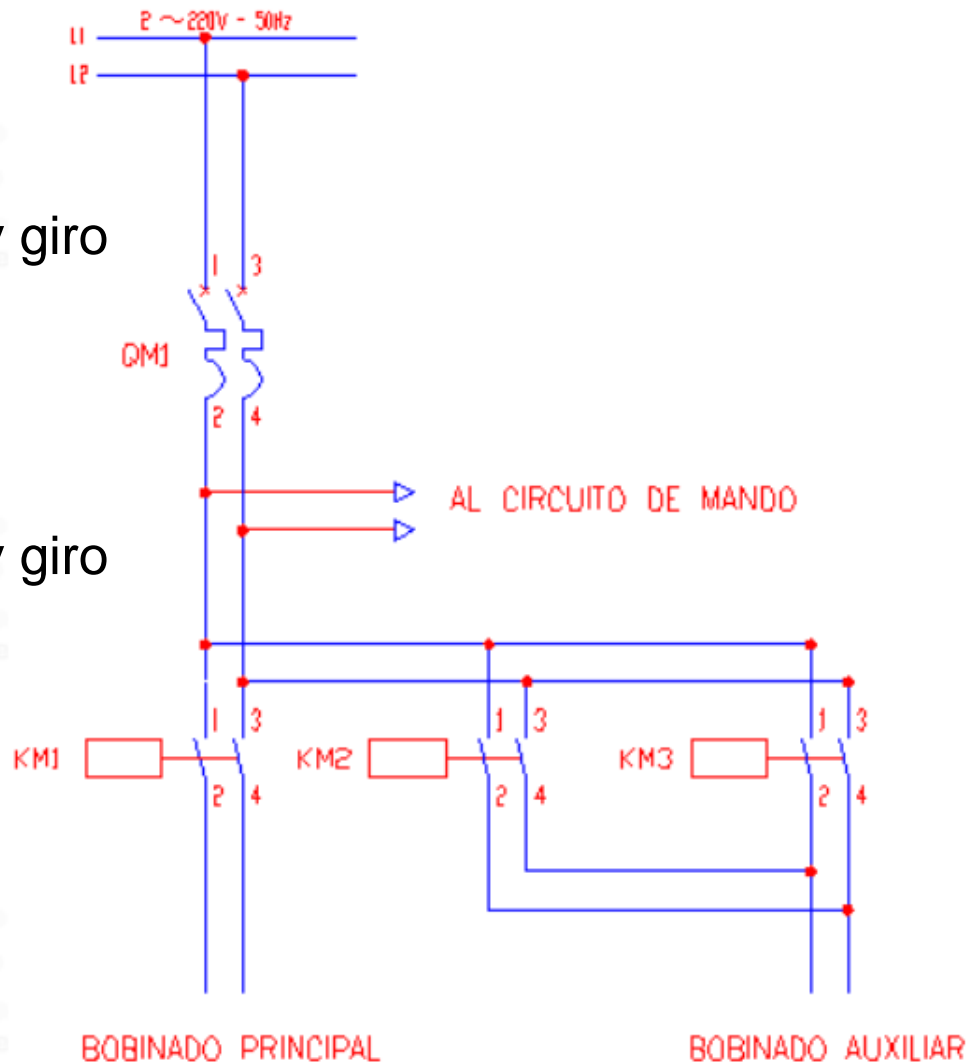 2 ~ 220V - 50Hz
L1
L2
y giro
1 3
QM1
2 4
AL CIRCUITO DE MANDO
y giro
1 3
1 3
1 3
KM1
KM2
KM3
2 4
2 4
2 4
BOBINADO PRINCIPAL
BOBINADO AUXILIAR